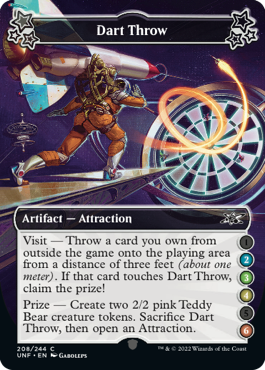 Dart Throw
Artifact — Attraction
Visit — Throw a card you own from
outside the game onto the playing area
from a distance of three feet (about one
meter). If that card touches Dart Throw,
claim the prize!
Prize — Create two 2/2 pink Teddy
Bear creature tokens. Sacrifice Dart
Throw, then open an Attraction.
1
2
3
4
5
6
208/244 C
UNF • EN GABOLEPS
™ & © 2022 Wizards of the Coast